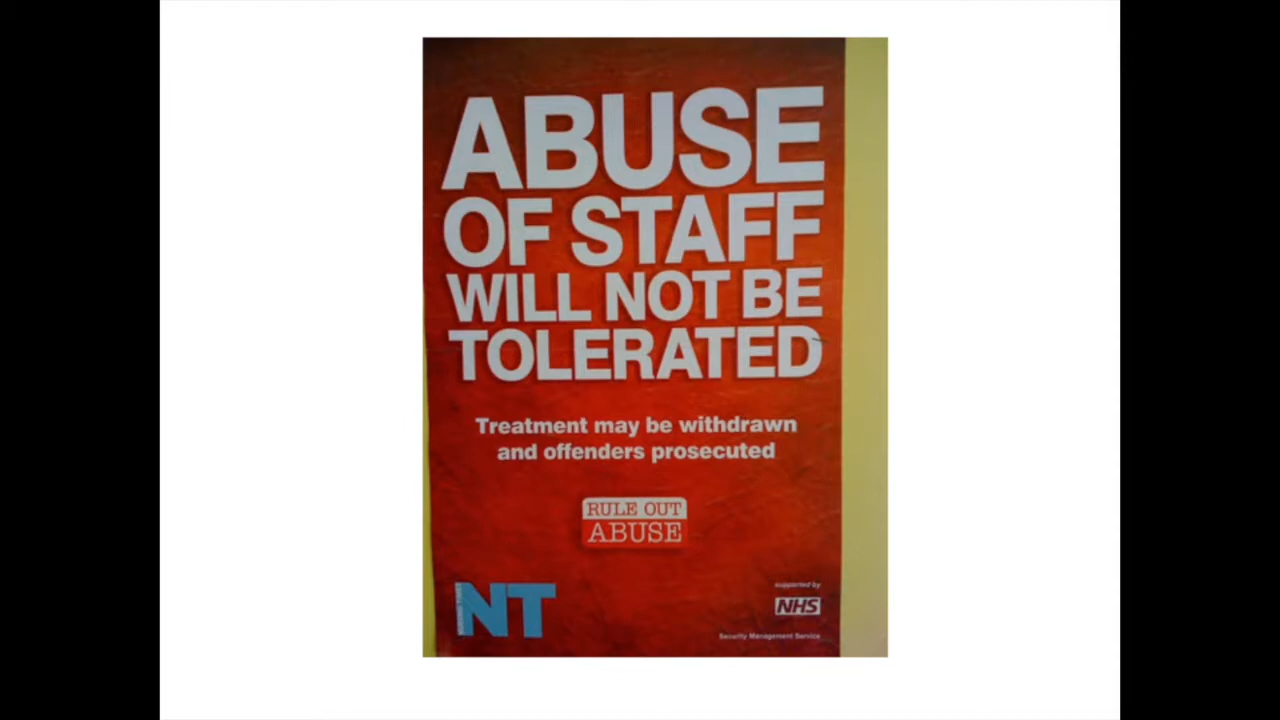 ABUSE
OF STAFF
WILL NOT BE
TOLERATED
Treatment may be withdrawn
and offenders prosecuted
RULE OUT
ABUSE
NT
supported by
NHS
Security Management Service